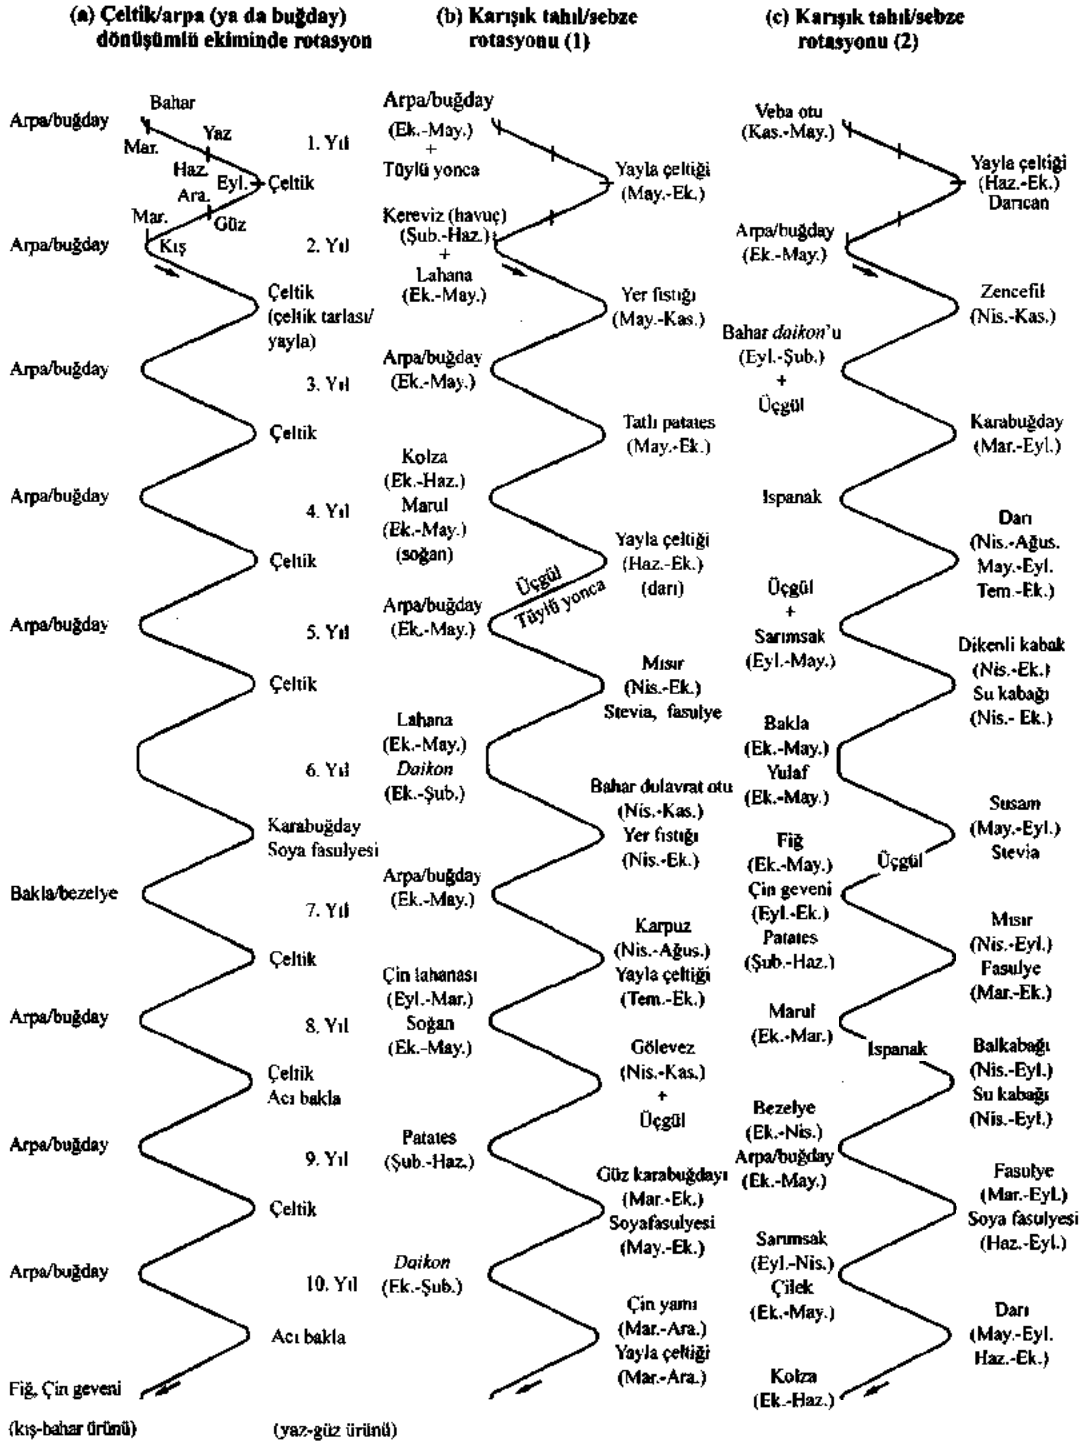 (a) Çeltik/arpa (ya da buğday)
dönüşümlü ekiminde rotasyon
Arpa/buğday
Bahar
Mar.
Yaz
Haz.
Eyl.
Çeltik
Ara.
Güz
Mar.
Kış
Arpa/buğday
Çeltik
(çeltik tarlası/
yayla)
Arpa/buğday
Çeltik
Arpa/buğday
Çeltik
Arpa/buğday
Çeltik
Karabuğday
Soya fasulyesi
Bakla/bezelye
Çeltik
Arpa/buğday
Çeltik
Acı bakla
Arpa/buğday
Çeltik
Arpa/buğday
Acı bakla
Fiğ, Çin geveni
(kış-bahar ürünü)
(yaz-güz ürünü)
1. Yıl
2. Yıl
3. Yıl
4. Yıl
5. Yıl
6. Yıl
7. Yıl
8. Yıl
9. Yıl
10. Yıl
(b) Karışık tahıl/sebze
rotasyonu (1)
Arpa/buğday
(Ek.-May.)
+
Tüylü yonca
Yayla çeltiği
(May.-Ek.)
Kereviz (havuç)
(Şub.-Haz.)
+
Lahana
(Ek.-May.)
Yer fistığı
(May.-Kas.)
Arpa/buğday
(Ek.-May.)
Tatlı patates
(May.-Ek.)
Kolza
(Ek.-Haz.)
Marul
(Ek.-May.)
(soğan)
Yayla çeltiği
(Haz.-Ek.)
(darı)
Üçgül
Tüylü yonca
Arpa/buğday
(Ek.-May.)
Mısır
(Nis.-Ek.)
Stevia, fasulye
Lahana
(Ek.-May.)
Daikon
(Ek.-Şub.)
Bahar dulavrat otu
(Nis.-Kas.)
Yer fıstığı
(Nis.-Ek.)
Arpa/buğday
(Ek.-May.)
Karpuz
(Nis.-Ağus.)
Yayla çeltiği
(Tem.-Ek.)
Çin lahanası
(Eyl.-Mar.)
Soğan
(Ek.-May.)
Gölevez
(Nis.-Kas.)
+
Üçgül
Patates
(Şub.-Haz.)
Güz karabuğdayı
(Mar.-Ek.)
Soyafasulyesi
(May.-Ek.)
Daikon
(Ek.-Şub.)
Çin yamı
(Mar.-Ara.)
Yayla çeltiği
(Mar.-Ara.)
(c) Karışık tahıl/sebze
rotasyonu (2)
Veba otu
(Kas.-May.)
Yayla çeltiği
(Haz.-Ek.)
Darıcan
Arpa/buğday
(Ek.-May.)
Zencefil
(Nis.-Kas.)
Bahar daikon'u
(Eyl.-Şub.)
+
Üçgül
Karabuğday
(Mar.-Eyl.)
Ispanak
Darı
(Nis.-Ağus.
May.-Eyl.
Tem.-Ek.)
Üçgül
+
Sarımsak
(Eyl.-May.)
Dikenli kabak
(Nis.-Ek.)
Su kabağı
(Nis.- Ek.)
Bakla
(Ek.-May.)
Yulaf
(Ek.-May.)
Susam
(May.-Eyl.)
Stevia
Üçgül
Fiğ
(Ek.-May.)
Çin geveni
(Eyl.-Ek.)
Patates
(Şub.-Haz.)
Mısır
(Nis.-Eyl.)
Fasulye
(Mar.-Ek.)
Marul
(Ek.-Mar.)
Ispanak
Balkabağı
(Nis.-Eyl.)
Su kabağı
(Nis.-Eyl.)
Bezelye
(Ek.-Nis.)
Arpa/buğday
(Ek.-May.)
Fasulye
(Mar.-Eyl.)
Soya fasulyesi
(Haz.-Eyl.)
Sarımsak
(Eyl.-Nis.)
Çilek
(Ek.-May.)
Darı
(May.-Eyl.
Haz.-Ek.)
Kolza
(Ek.-Haz.)